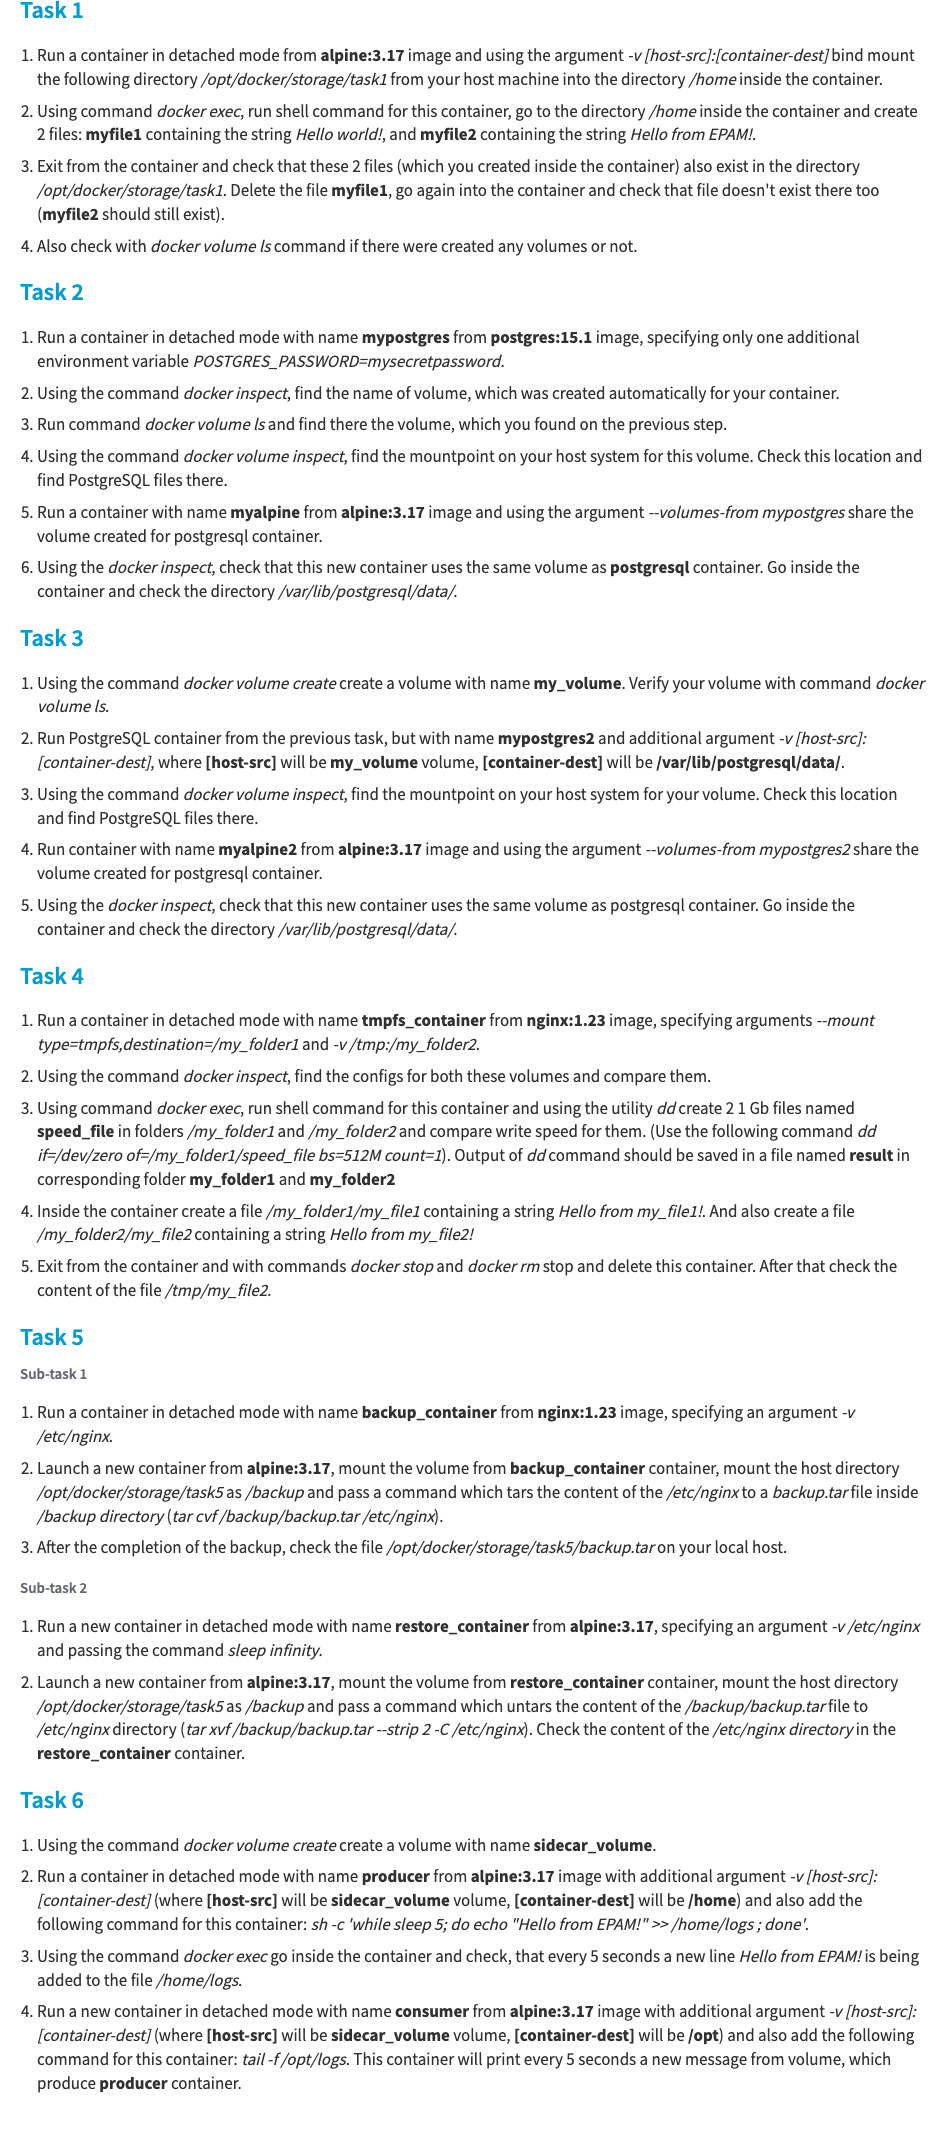 Task 1
1. Run a container in detached mode from alpine:3.17 image and using the argument -v [host-src]:[container-dest] bind mount
the following directory /opt/docker/storage/task1 from your host machine into the directory /home inside the container.
2. Using command docker exec, run shell command for this container, go to the directory /home inside the container and create
2 files: myfile1 containing the string Hello world!, and myfile2 containing the string Hello from EPAM!.
3. Exit from the container and check that these 2 files (which you created inside the container) also exist in the directory
/opt/docker/storage/task1. Delete the file myfile1, go again into the container and check that file doesn't exist there too
(myfile2 should still exist).
4. Also check with docker volume ls command if there were created any volumes or not.
Task 2
1. Run a container in detached mode with name mypostgres from postgres:15.1 image, specifying only one additional
environment variable POSTGRES_PASSWORD=mysecretpassword.
2. Using the command docker inspect, find the name of volume, which was created automatically for your container.
3. Run command docker volume ls and find there the volume, which you found on the previous step.
4. Using the command docker volume inspect, find the mountpoint on your host system for this volume. Check this location and
find PostgreSQL files there.
5. Run a container with name myalpine from alpine:3.17 image and using the argument --volumes-from mypostgres share the
volume created for postgresql container.
6. Using the docker inspect, check that this new container uses the same volume as postgresql container. Go inside the
container and check the directory /var/lib/postgresql/data/.
Task 3
1. Using the command docker volume create create a volume with name my_volume. Verify your volume with command docker
volume ls.
2. Run PostgreSQL container from the previous task, but with name mypostgres2 and additional argument -v [host-src]:
[container-dest], where [host-src] will be my_volume volume, [container-dest] will be /var/lib/postgresql/data/.
3. Using the command docker volume inspect, find the mountpoint on your host system for your volume. Check this location
and find PostgreSQL files there.
4. Run container with name myalpine2 from alpine:3.17 image and using the argument --volumes-from mypostgres2 share the
volume created for postgresql container.
5. Using the docker inspect, check that this new container uses the same volume as postgresql container. Go inside the
container and check the directory /var/lib/postgresql/data/.
Task 4
1. Run a container in detached mode with name tmpfs_container from nginx:1.23 image, specifying arguments --mount
type=tmpfs,destination=/my_folder1 and -v /tmp:/my_folder2.
2. Using the command docker inspect, find the configs for both these volumes and compare them.
3. Using command docker exec, run shell command for this container and using the utility dd create 2 1 Gb files named
speed_file in folders /my_folder1 and /my_folder2 and compare write speed for them. (Use the following command dd
if=/dev/zero of=/my_folder1/speed_file bs=512M count=1). Output of dd command should be saved in a file named result in
corresponding folder my_folder1 and my_folder2
4. Inside the container create a file /my_folder1/my_file1 containing a string Hello from my_file1!. And also create a file
/my_folder2/my_file2 containing a string Hello from my_file2!
5. Exit from the container and with commands docker stop and docker rm stop and delete this container. After that check the
content of the file /tmp/my_file2.
Task 5
Sub-task 1
1. Run a container in detached mode with name backup_container from nginx:1.23 image, specifying an argument -v
/etc/nginx.
2. Launch a new container from alpine:3.17, mount the volume from backup_container container, mount the host directory
/opt/docker/storage/task5 as /backup and pass a command which tars the content of the /etc/nginx to a backup.tar file inside
/backup directory (tar cvf /backup/backup.tar /etc/nginx).
3. After the completion of the backup, check the file /opt/docker/storage/task5/backup.tar on your local host.
Sub-task 2
1. Run a new container in detached mode with name restore_container from alpine:3.17, specifying an argument -v /etc/nginx
and passing the command sleep infinity.
2. Launch a new container from alpine:3.17, mount the volume from restore_container container, mount the host directory
/opt/docker/storage/task5 as /backup and pass a command which untars the content of the /backup/backup.tar file to
/etc/nginx directory (tar xvf /backup/backup.tar --strip 2 -C /etc/nginx). Check the content of the /etc/nginx directory in the
restore_container container.
Task 6
1. Using the command docker volume create create a volume with name sidecar_volume.
2. Run a container in detached mode with name producer from alpine:3.17 image with additional argument -v [host-src]:
[container-dest] (where [host-src] will be sidecar_volume volume, [container-dest] will be /home) and also add the
following command for this container: sh -c 'while sleep 5; do echo "Hello from EPAM!" >> /home/logs ; done'.
3. Using the command docker exec go inside the container and check, that every 5 seconds a new line Hello from EPAM! is being
added to the file /home/logs.
4. Run a new container in detached mode with name consumer from alpine:3.17 image with additional argument -v [host-src]:
[container-dest] (where [host-src] will be sidecar_volume volume, [container-dest] will be /opt) and also add the following
command for this container: tail -f /opt/logs. This container will print every 5 seconds a new message from volume, which
produce producer container.